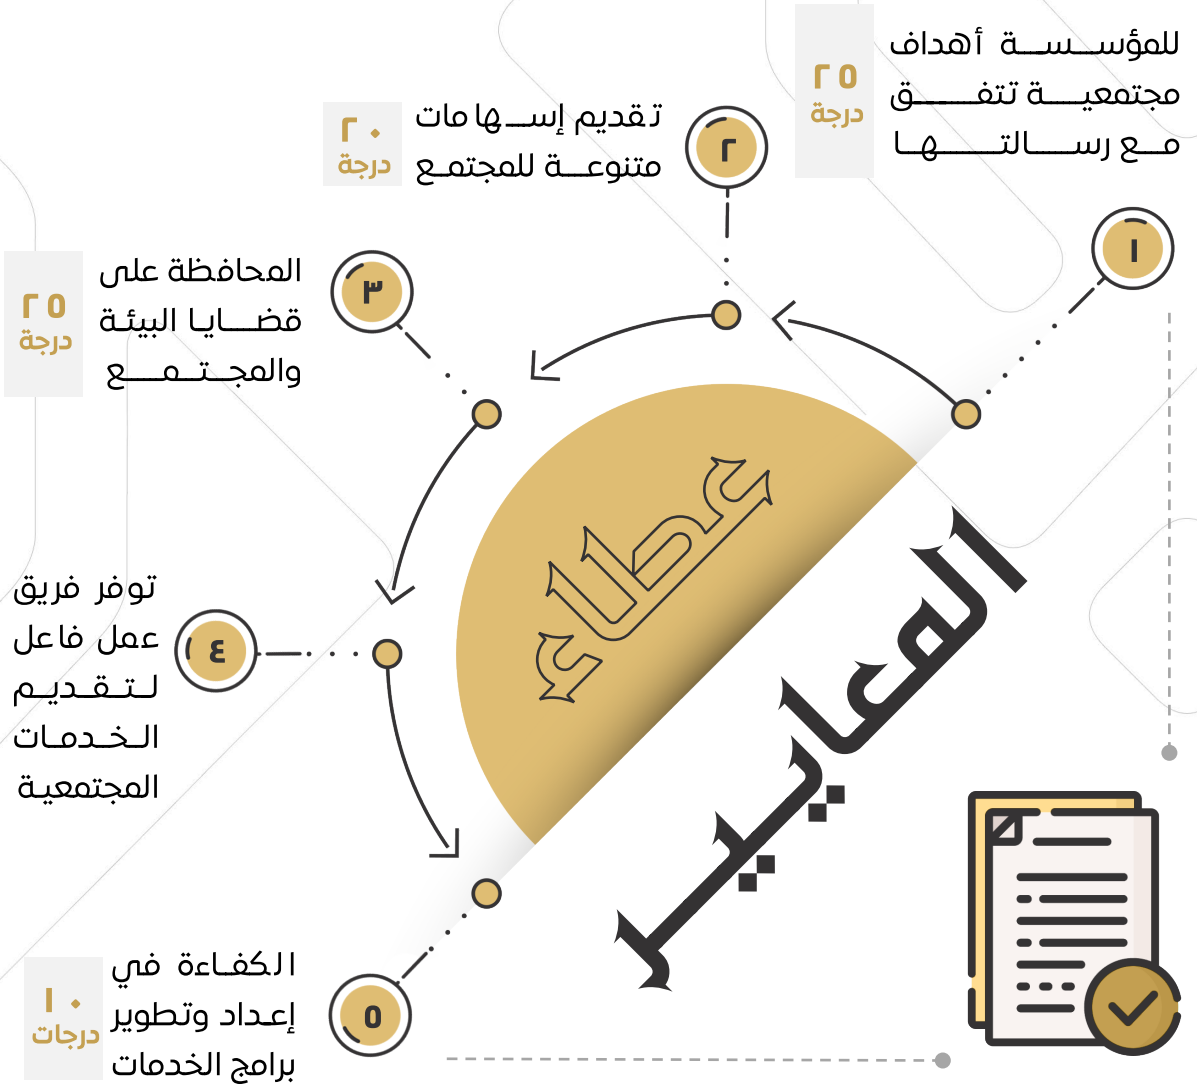 للمؤسسة أهداف
مجتمعية تتفق
مع رسالتها
٢٥
درجة
١
تقديم إسهامات
متنوعة للمجتمع
٢٠
درجة
٢
المحافظة على
قضايا البيئة
والمجتمع
٢٥
درجة
٣
توفر فريق
عمل فاعل
لتقديم
الخدمات
المجتمعية
٤
الكفاءة في
إعداد وتطوير
برامج الخدمات
١٠
درجات
٥
عطاء
المعايير